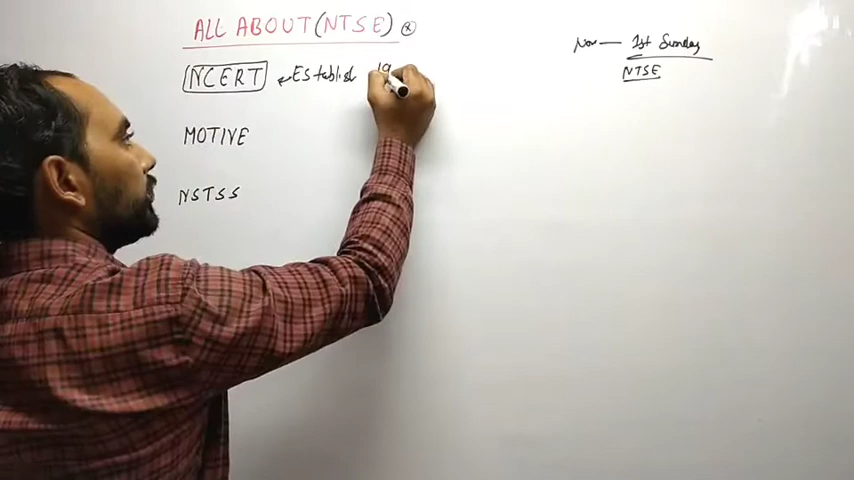 ALL ABOUT (NTSE)
NCERT Establish 19
MOTIVE
NSTSS
Nov — 1st Sunday
NTSE